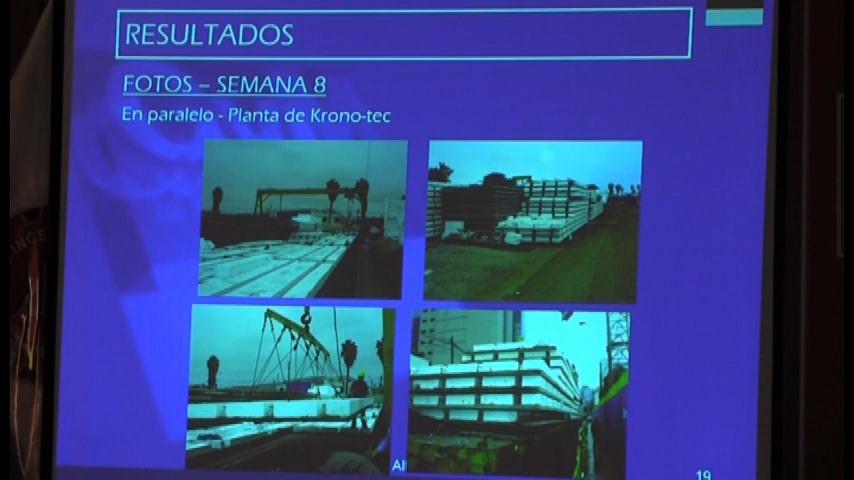 RESULTADOS
FOTOS – SEMANA 8
En paralelo - Planta de Krono-tec
19